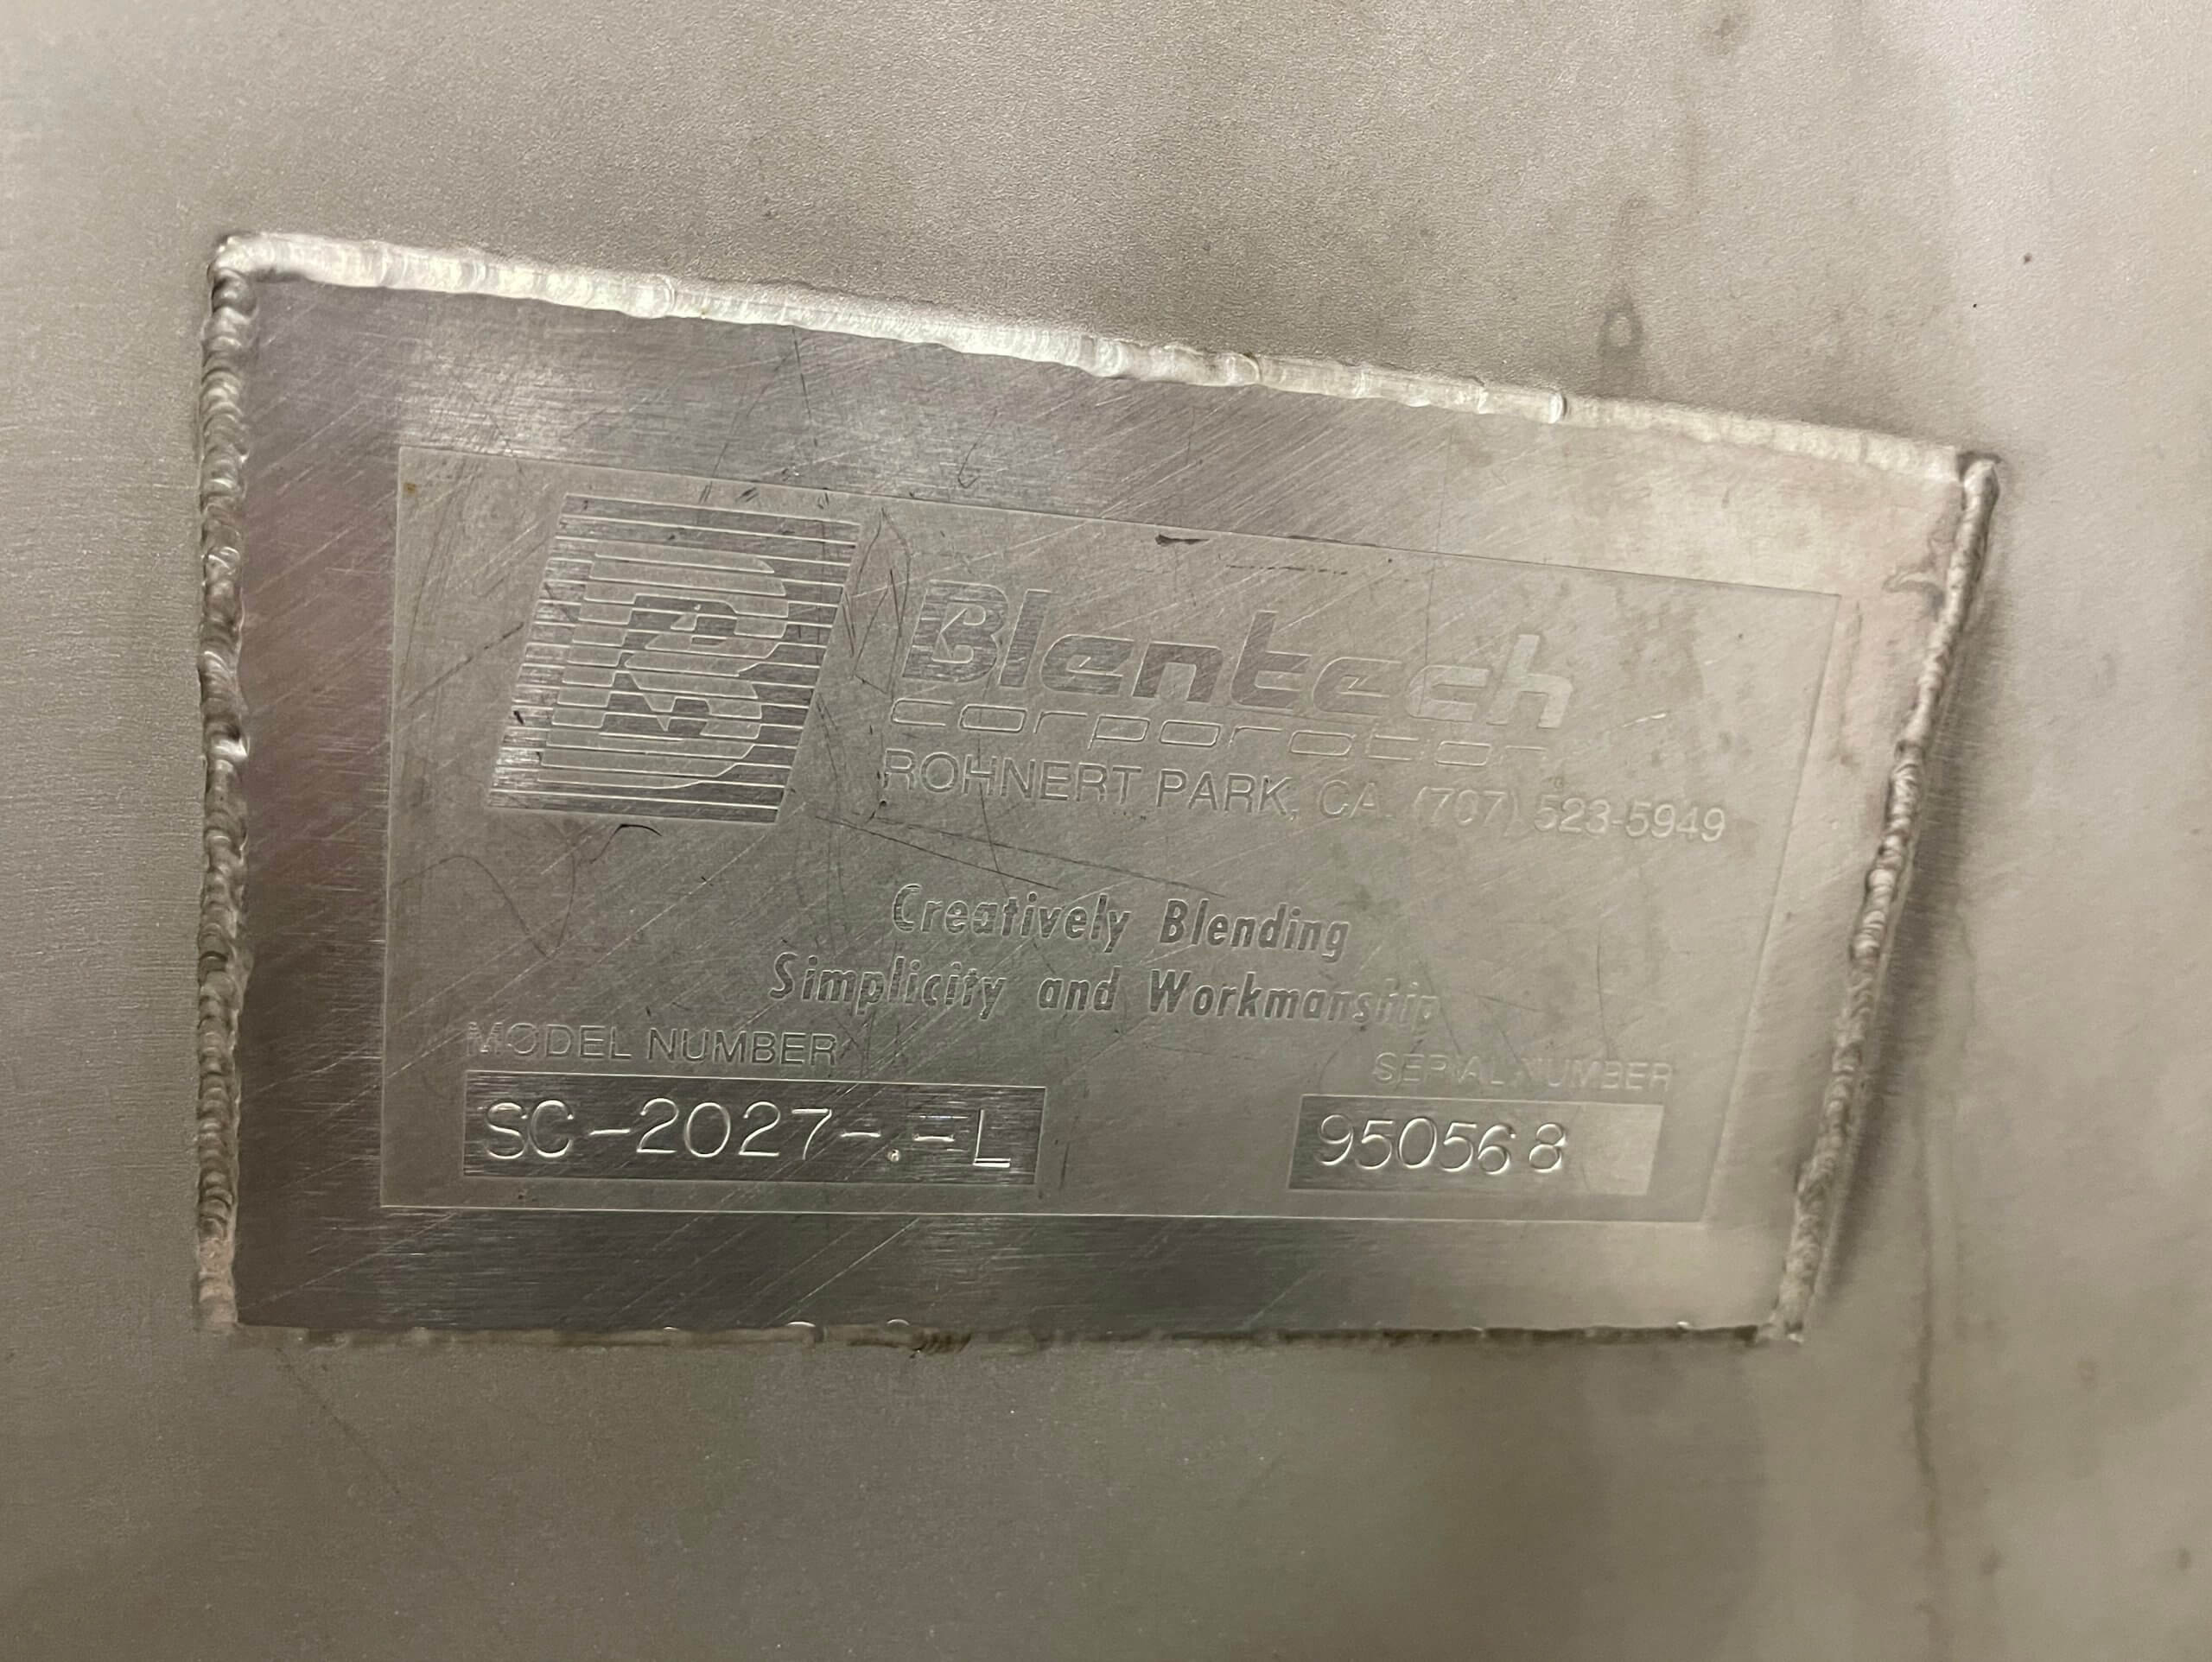 Blentech
corporation
ROHNERT PARK, CA. (707) 523-5949
Creatively Blending
Simplicity and Workmanship
MODEL NUMBER
SERIAL NUMBER
950568